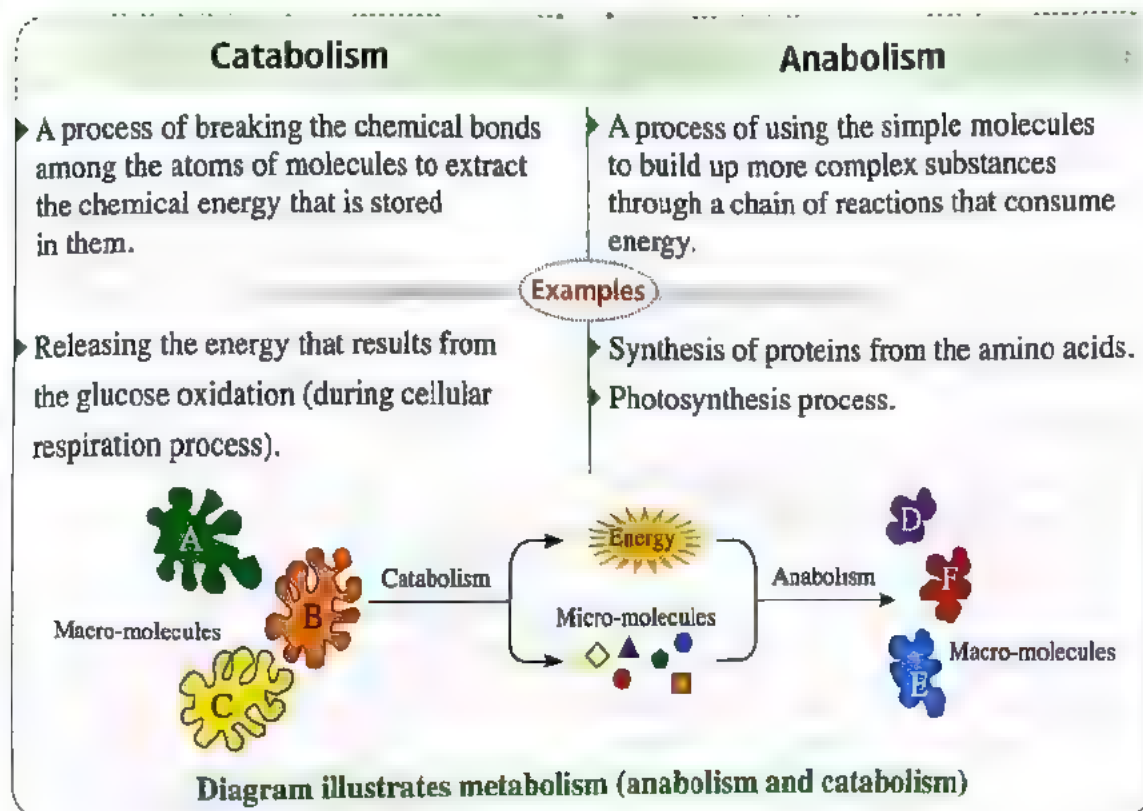 Catabolism
Anabolism
A process of breaking the chemical bonds
among the atoms of molecules to extract
the chemical energy that is stored
in them.
A process of using the simple molecules
to build up more complex substances
through a chain of reactions that consume
energy.
Examples
Releasing the energy that results from
the glucose oxidation (during cellular
respiration process).
Synthesis of proteins from the amino acids.
Photosynthesis process.
A
B
C
Macro-molecules
Catabolism
Energy
Micro-molecules
Anabolism
D
F
E
Macro-molecules
Diagram illustrates metabolism (anabolism and catabolism)